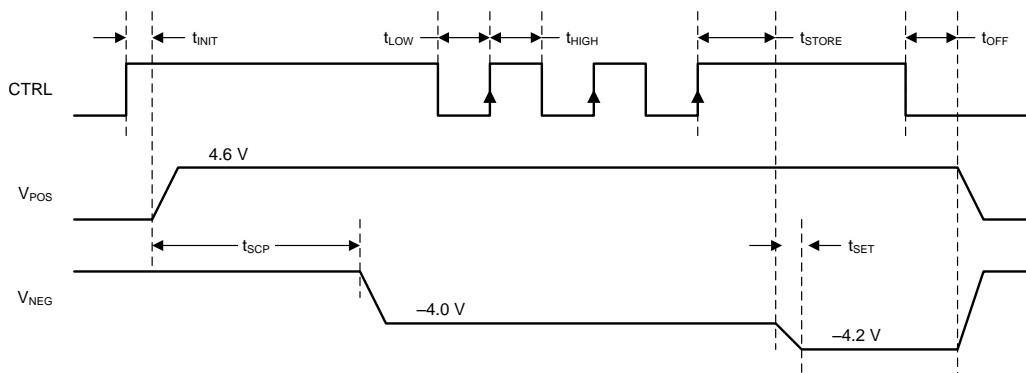 tINIT tLOW tHIGH tSTORE tOFF
CTRL
4.6 V
VPOS
tSCP tSET
VNEG
–4.0 V
–4.2 V